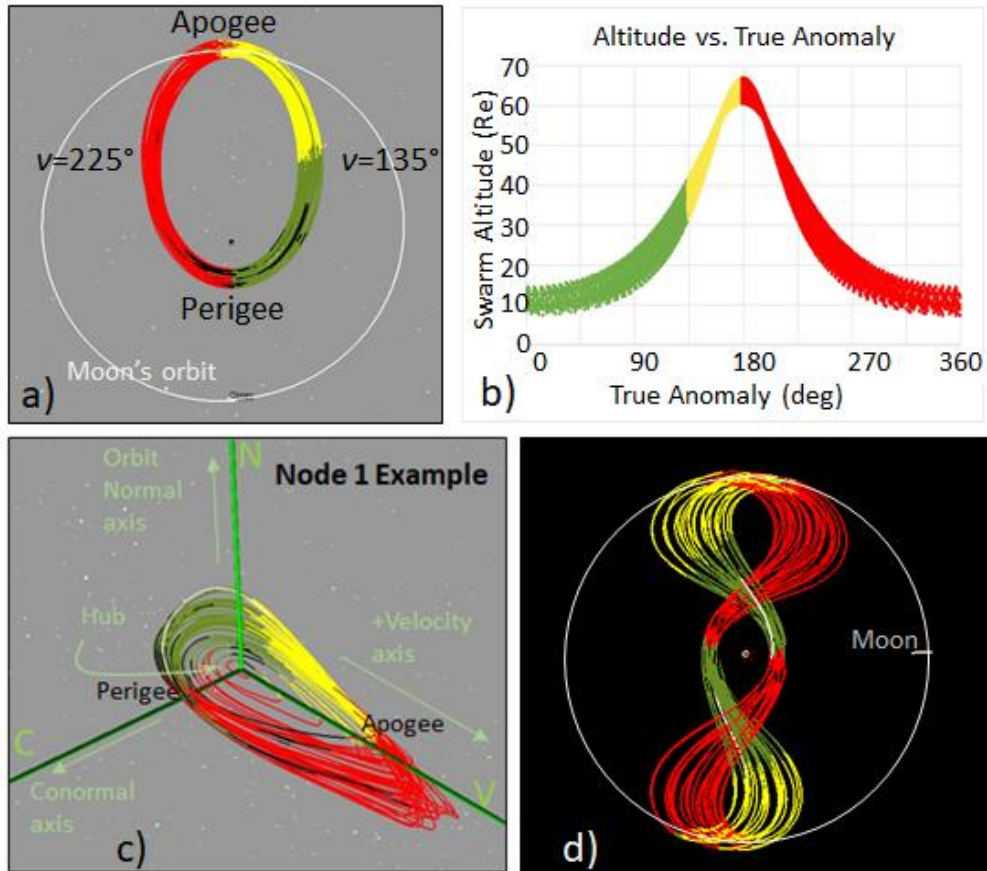 Apogee
ν=225°
ν=135°
Perigee
Moon's orbit
a)
Altitude vs. True Anomaly
Swarm Altitude (Re)
70
60
50
40
30
20
10
0
0 90 180 270 360
True Anomaly (deg)
b)
Node 1 Example
N
Orbit
Normal
axis
Hub
+Velocity
axis
Perigee
Apogee
C
V
Conormal
axis
c)
Moon
d)